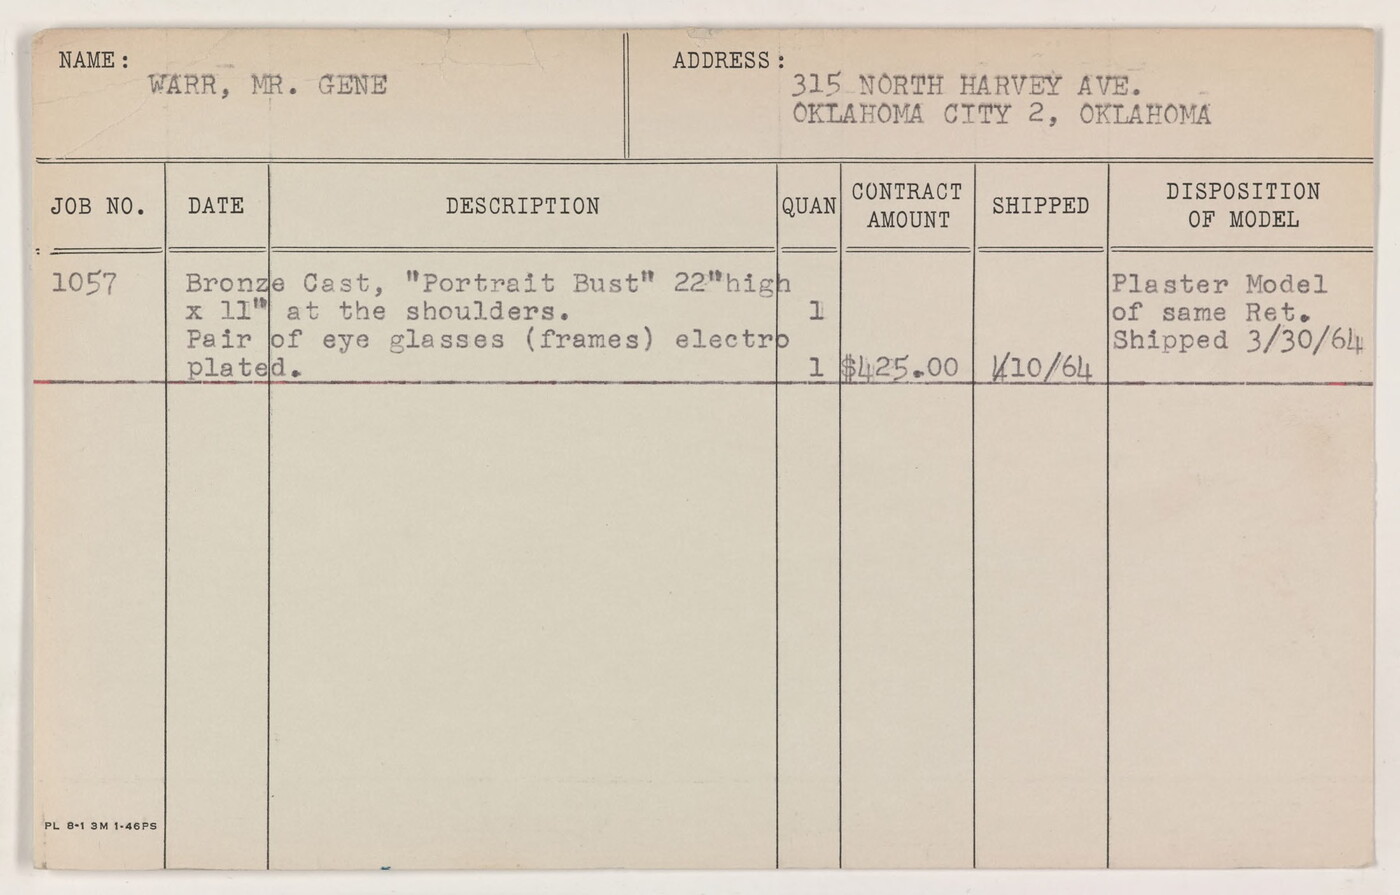 NAME:
WARR, MR. GENE
ADDRESS:
315 NORTH HARVEY AVE.
OKLAHOMA CITY 2, OKLAHOMA
JOB NO. DATE DESCRIPTION QUAN CONTRACT AMOUNT SHIPPED DISPOSITION OF MODEL
1057 Bronze Cast, "Portrait Bust" 22"high Plaster Model
x 11" at the shoulders. 1 of same Ret.
Pair of eye glasses (frames) electro Shipped 3/30/64
plated. 1 $425.00 /10/64
PL 8-1 3M 1-46PS